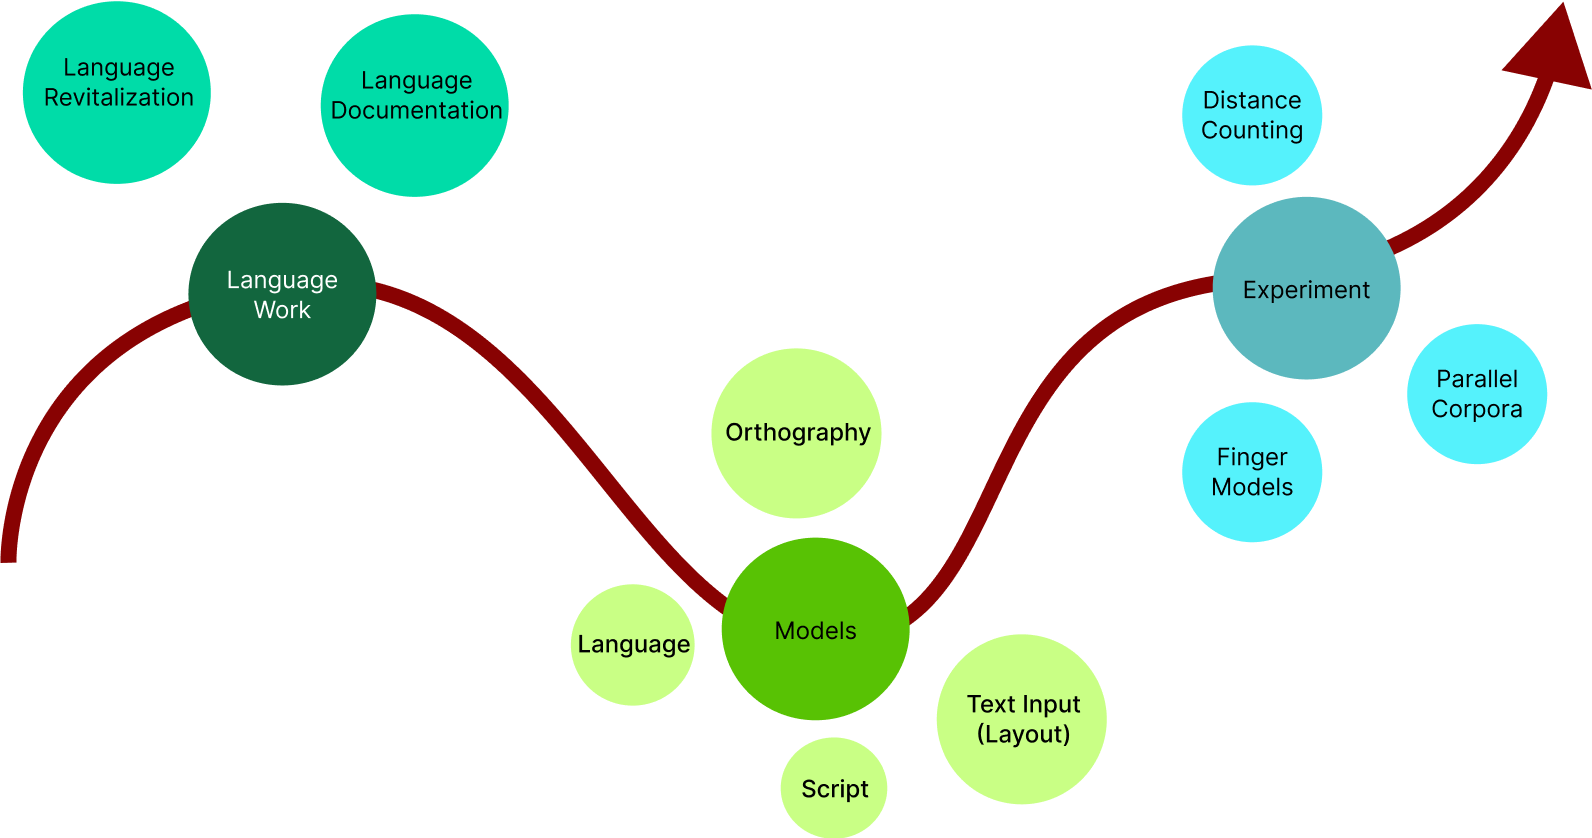 Language
Revitalization
Language
Documentation
Language
Work
Orthography
Language
Models
Script
Text Input
(Layout)
Distance
Counting
Experiment
Finger
Models
Parallel
Corpora